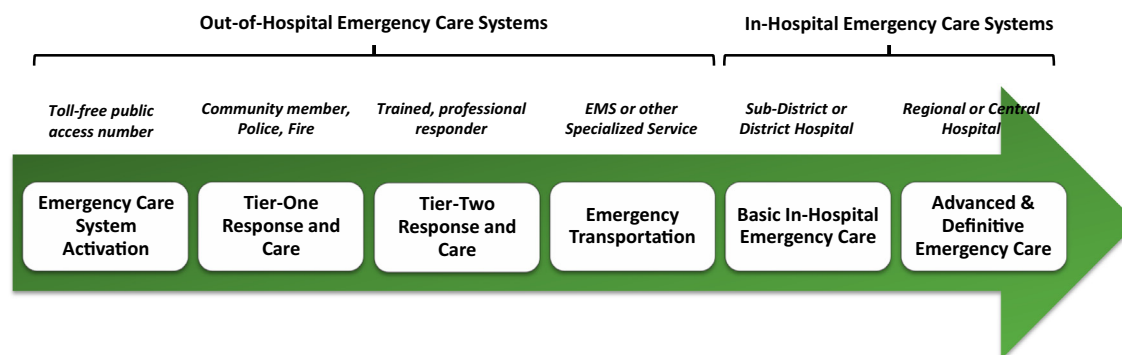 Out-of-Hospital Emergency Care Systems
In-Hospital Emergency Care Systems
Toll-free public
access number
Community member,
Police, Fire
Trained, professional
responder
EMS or other
Specialized Service
Sub-District or
District Hospital
Regional or Central
Hospital
Emergency Care
System
Activation
Tier-One
Response and
Care
Tier-Two
Response and
Care
Emergency
Transportation
Basic In-Hospital
Emergency Care
Advanced &
Definitive
Emergency Care